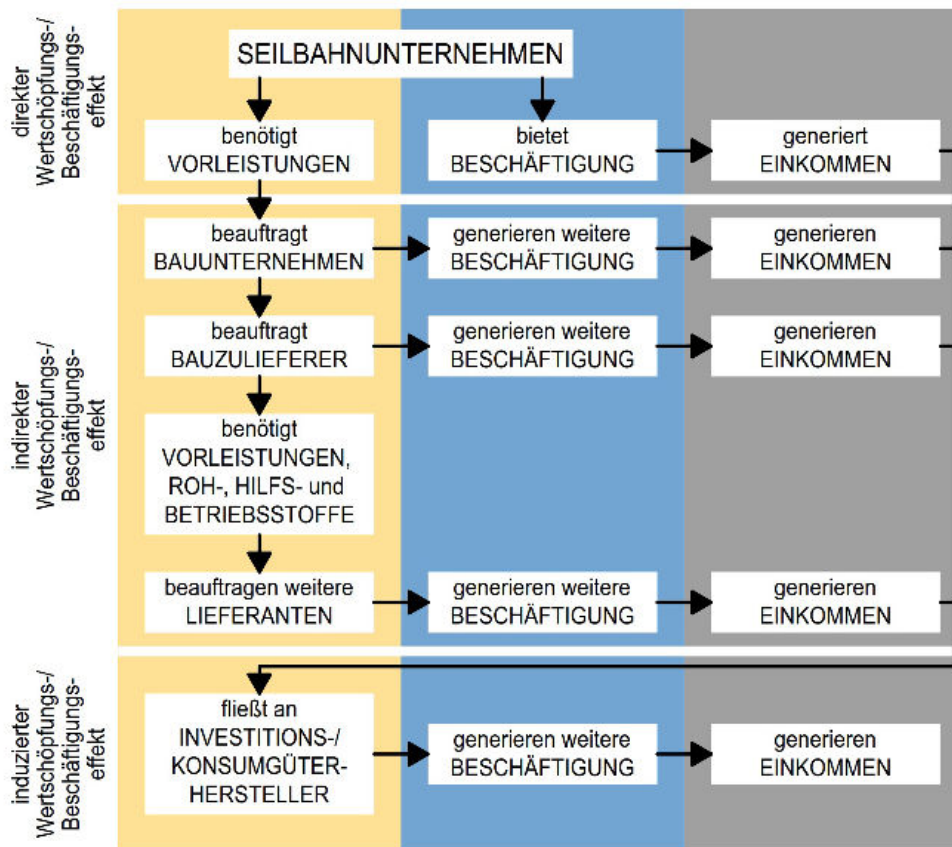 direkter
Wertschöpfungs-/
Beschäftigungs-
effekt
SEILBAHNUNTERNEHMEN
benötigt
VORLEISTUNGEN
bietet
BESCHÄFTIGUNG
generiert
EINKOMMEN
indirekter
Wertschöpfungs-/
Beschäftigungs-
effekt
beauftragt
BAUUNTERNEHMEN
generieren weitere
BESCHÄFTIGUNG
generieren
EINKOMMEN
beauftragt
BAUZULIEFERER
generieren weitere
BESCHÄFTIGUNG
generieren
EINKOMMEN
benötigt
VORLEISTUNGEN,
ROH-, HILFS- und
BETRIEBSSTOFFE
beauftragen weitere
LIEFERANTEN
generieren weitere
BESCHÄFTIGUNG
generieren
EINKOMMEN
induzierter
Wertschöpfungs-/
Beschäftigungs-
effekt
fließt an
INVESTITIONS-/
KONSUMGÜTER-
HERSTELLER
generieren weitere
BESCHÄFTIGUNG
generieren
EINKOMMEN